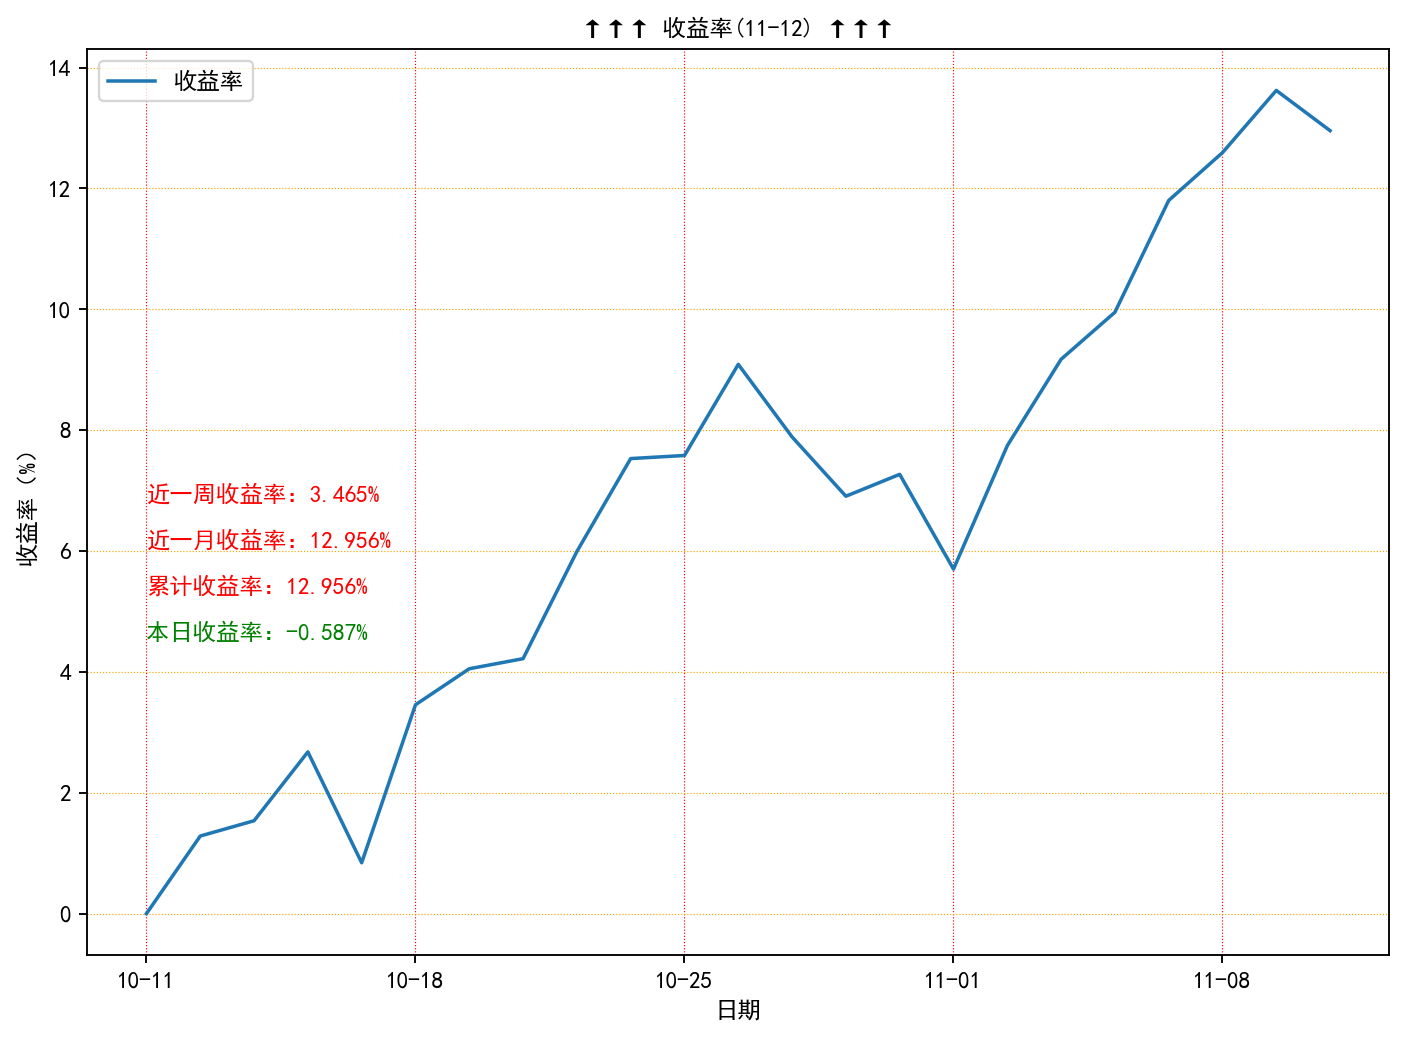 ↑↑↑ 收益率(11-12) ↑↑↑
收益率
14
12
10
8
6
4
2
0
收益率 (%)
近一周收益率：3.465%
近一月收益率：12.956%
累计收益率：12.956%
本日收益率：-0.587%
10-11 10-18 10-25 11-01 11-08
日期